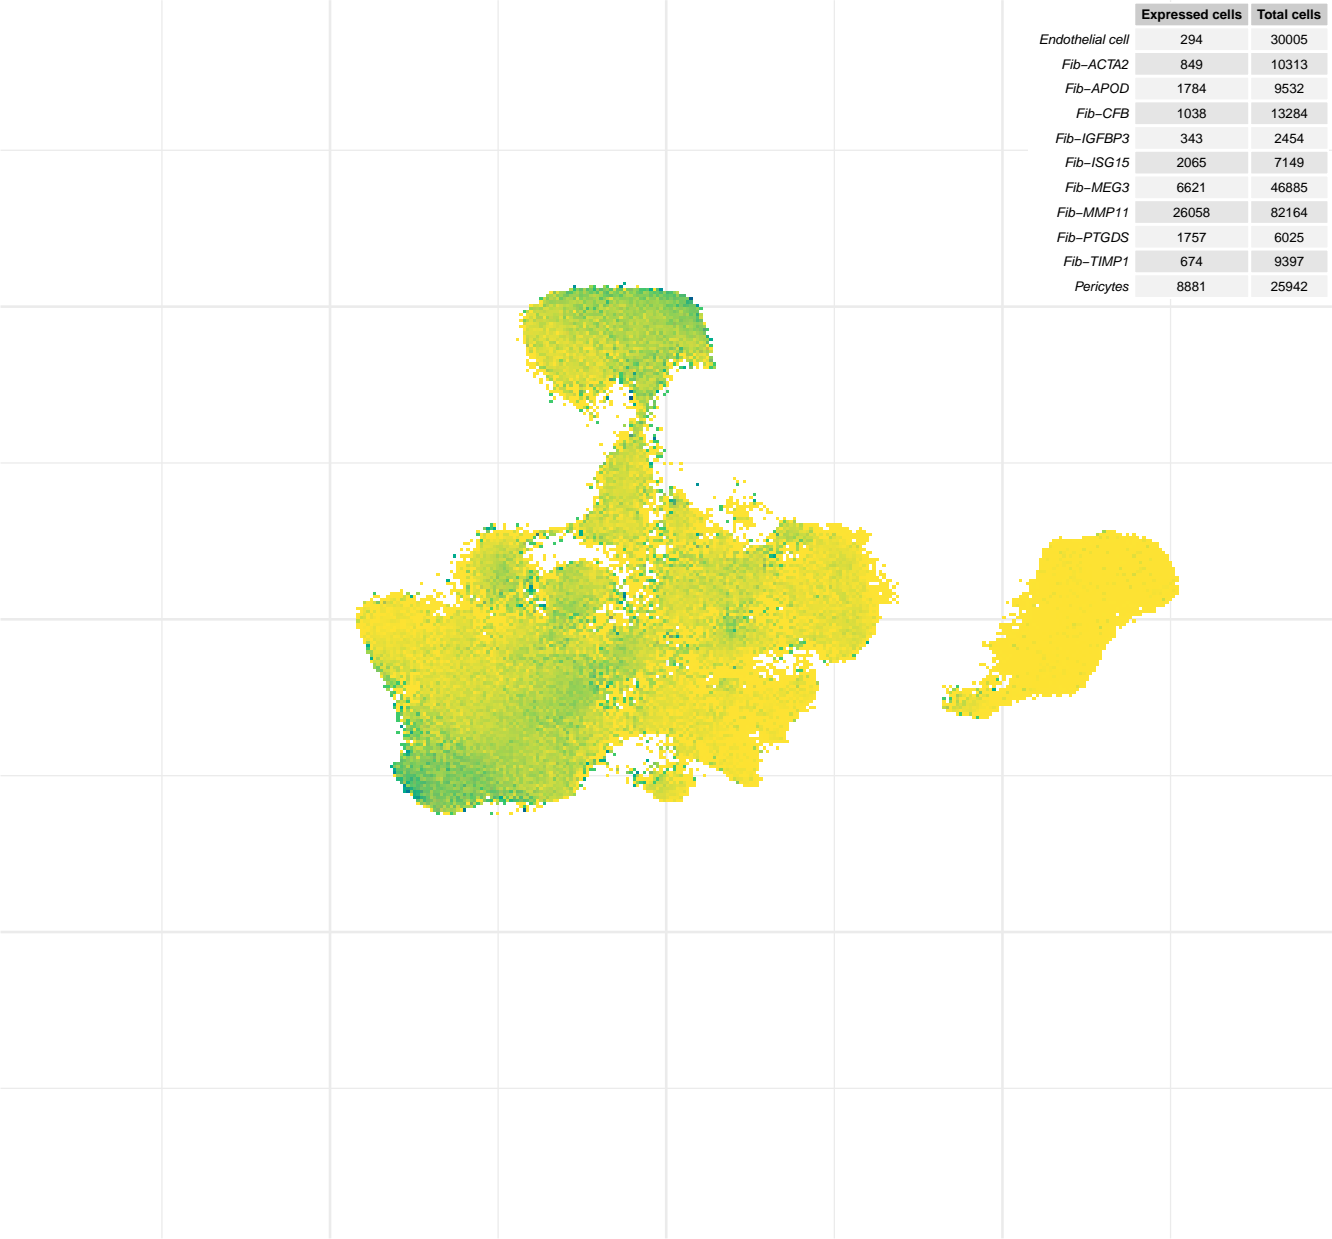 Expressed cells Total cells
Endothelial cell 294 30005
Fib−ACTA2 849 10313
Fib−APOD 1784 9532
Fib−CFB 1038 13284
Fib−IGFBP3 343 2454
Fib−ISG15 2065 7149
Fib−MEG3 6621 46885
Fib−MMP11 26058 82164
Fib−PTGDS 1757 6025
Fib−TIMP1 674 9397
Pericytes 8881 25942